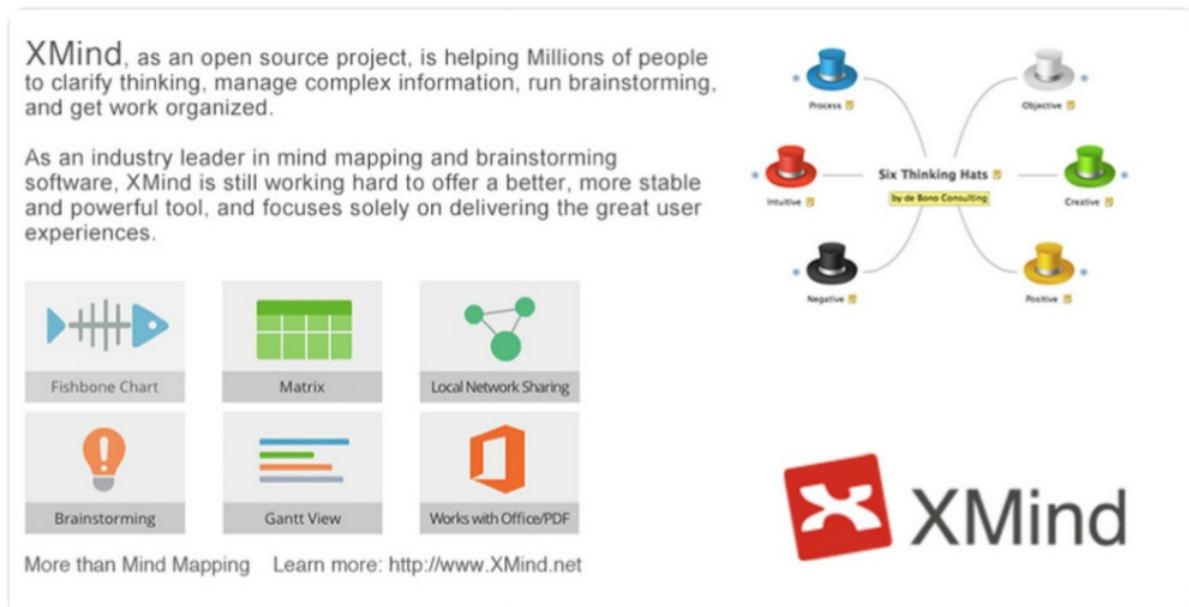 XMind, as an open source project, is helping Millions of people
to clarify thinking, manage complex information, run brainstorming,
and get work organized.
As an industry leader in mind mapping and brainstorming
software, XMind is still working hard to offer a better, more stable
and powerful tool, and focuses solely on delivering the great user
experiences.
Process
Objective
Six Thinking Hats
by de Bono Consulting
Intuitive
Creative
Negative
Positive
Fishbone Chart
Matrix
Local Network Sharing
Brainstorming
Gantt View
Works with Office/PDF
More than Mind Mapping Learn more: http://www.XMind.net
XMind